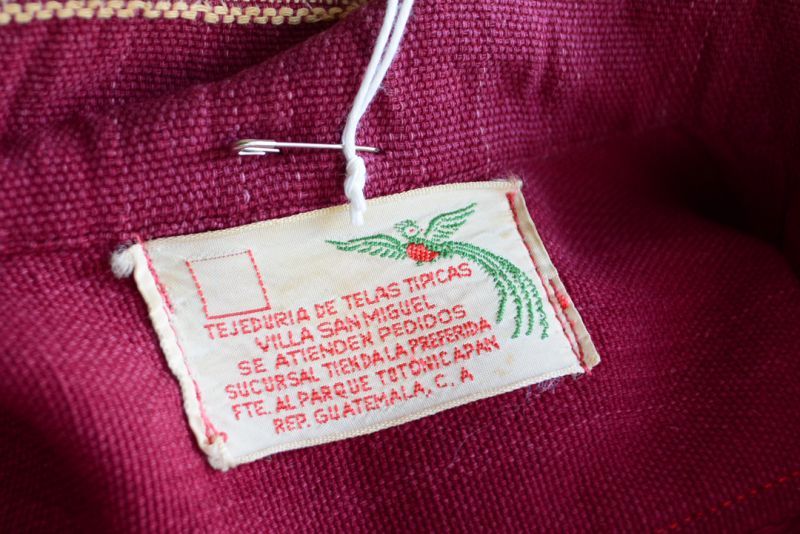 TEJEDURIA DE TELAS TIPICAS
VILLA SAN MIGUEL
SE ATIENDEN PEDIDOS
SUCURSAL TIENDA LA PREFERIDA
FTE. AL PARQUE TOTONICAPAN
REP. GUATEMALA, C. A